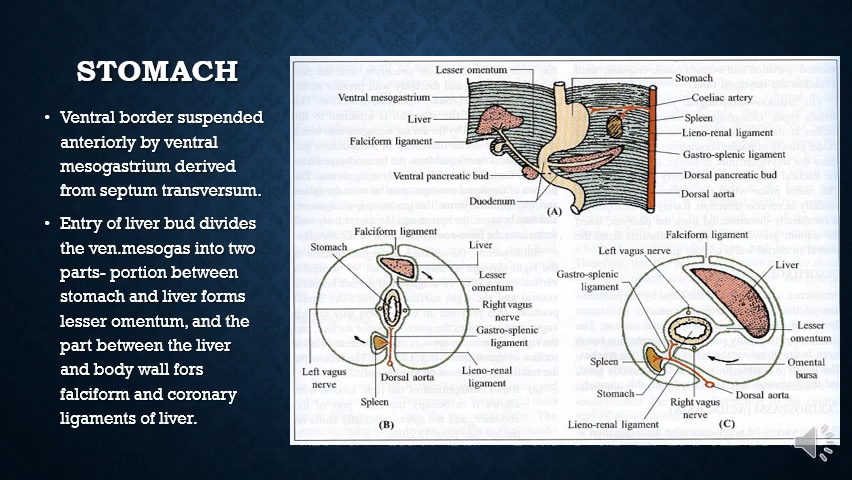 STOMACH
• Ventral border suspended
anteriorly by ventral
mesogastrium derived
from septum transversum.
• Entry of liver bud divides
the ven.mesogas into two
parts- portion between
stomach and liver forms
lesser omentum, and the
part between the liver
and body wall fors
falciform and coronary
ligaments of liver.
Lesser omentum
Ventral mesogastrium
Liver
Falciform ligament
Ventral pancreatic bud
Duodenum
Stomach
Coeliac artery
Spleen
Lieno-renal ligament
Gastro-splenic ligament
Dorsal pancreatic bud
Dorsal aorta
(A)
Falciform ligament
Stomach
Liver
Lesser
omentum
Right vagus
nerve
Gastro-splenic
ligament
Lieno-renal
ligament
Left vagus
nerve
Dorsal aorta
Spleen
(B)
Falciform ligament
Left vagus nerve
Liver
Gastro-splenic
ligament
Lesser
omentum
Spleen
Omental
bursa
Stomach
Dorsal aorta
Right vagus
nerve
Lieno-renal ligament
(C)